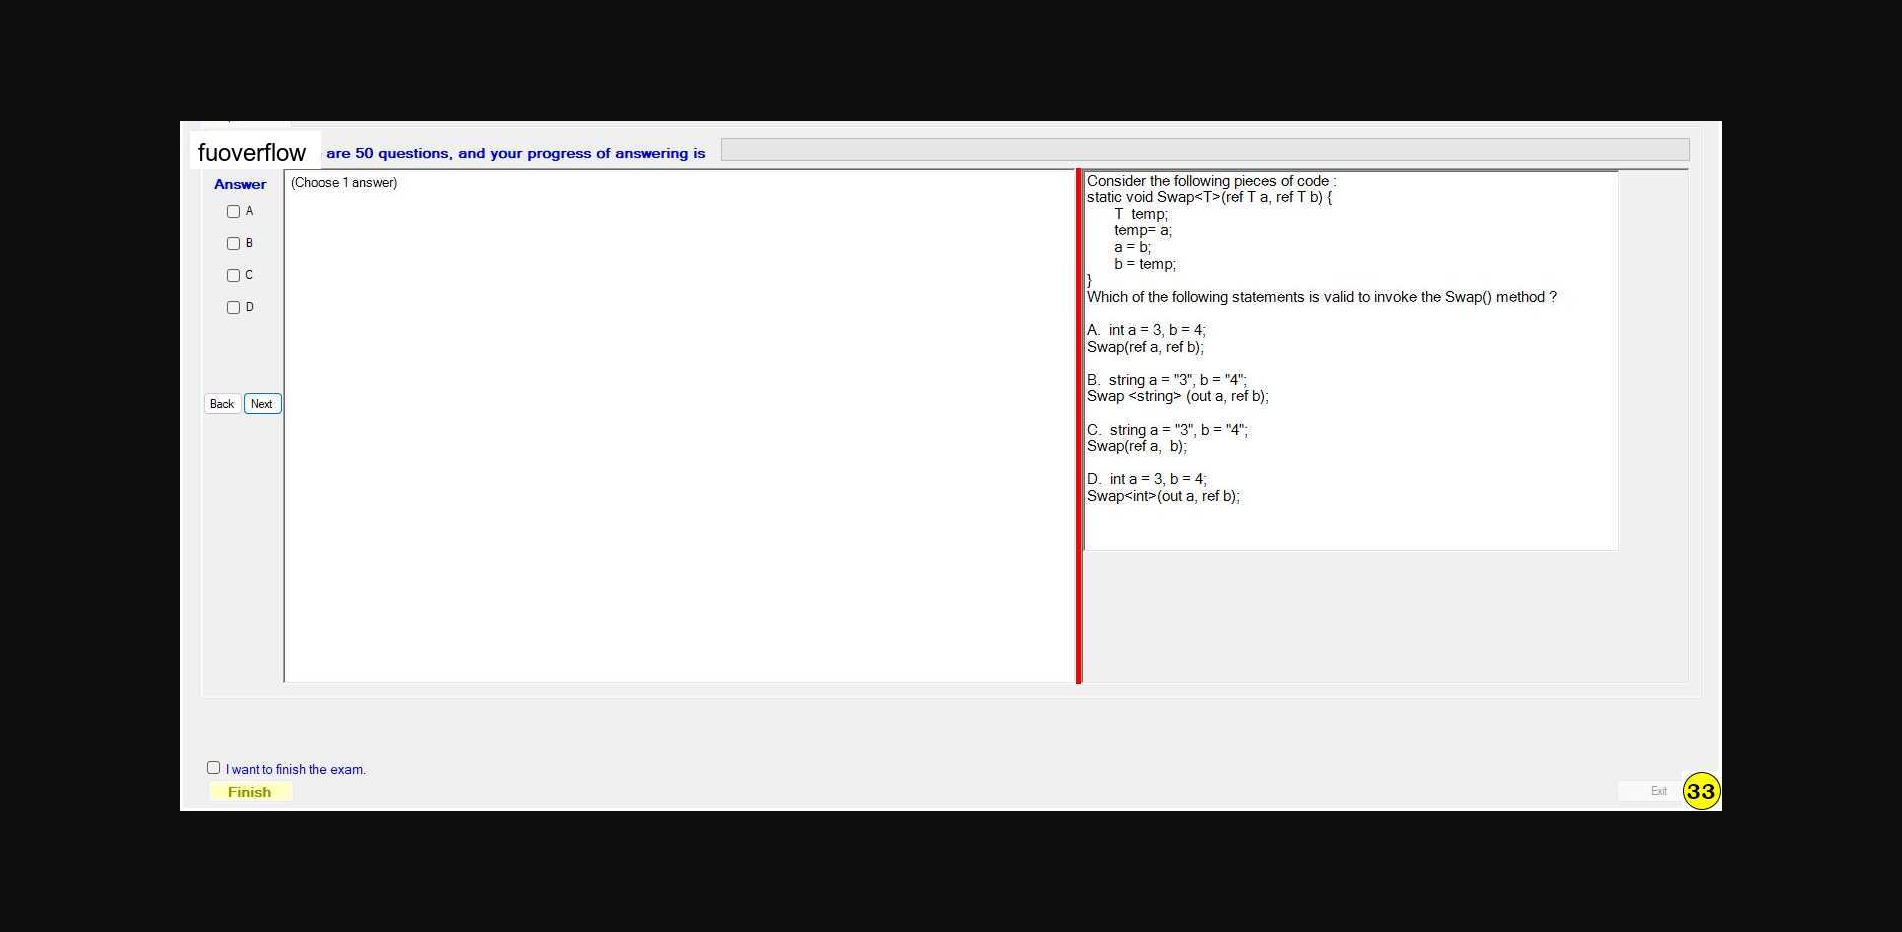 fuoverflow are 50 questions, and your progress of answering is
Answer
(Choose 1 answer)
A
B
C
D
Back Next
Consider the following pieces of code :
static void Swap<T>(ref T a, ref T b) {
T temp;
temp= a;
a = b;
b = temp;
}
Which of the following statements is valid to invoke the Swap() method ?
A. int a = 3, b = 4;
Swap(ref a, ref b);
B. string a = "3", b = "4";
Swap <string> (out a, ref b);
C. string a = "3", b = "4";
Swap(ref a, b);
D. int a = 3, b = 4;
Swap<int>(out a, ref b);
I want to finish the exam.
Finish
Exit
33